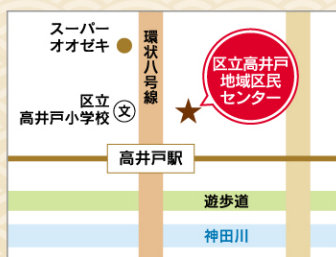 スーパー
オオゼキ
環状八号線
区立高井戸
地域区民
センター
区立
高井戸小学校
文
高井戸駅
遊歩道
神田川